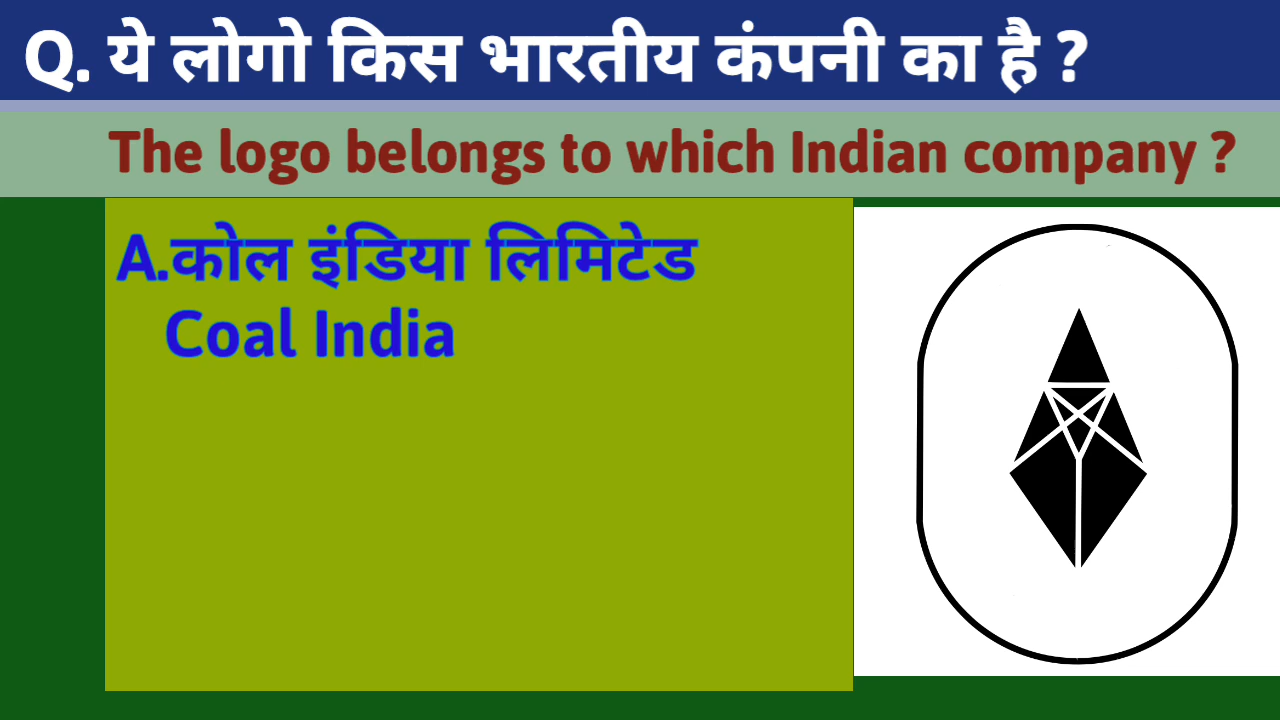 Q. ये लोगो किस भारतीय कंपनी का है ?
The logo belongs to which Indian company ?
A.कोल इंडिया लिमिटेड
Coal India